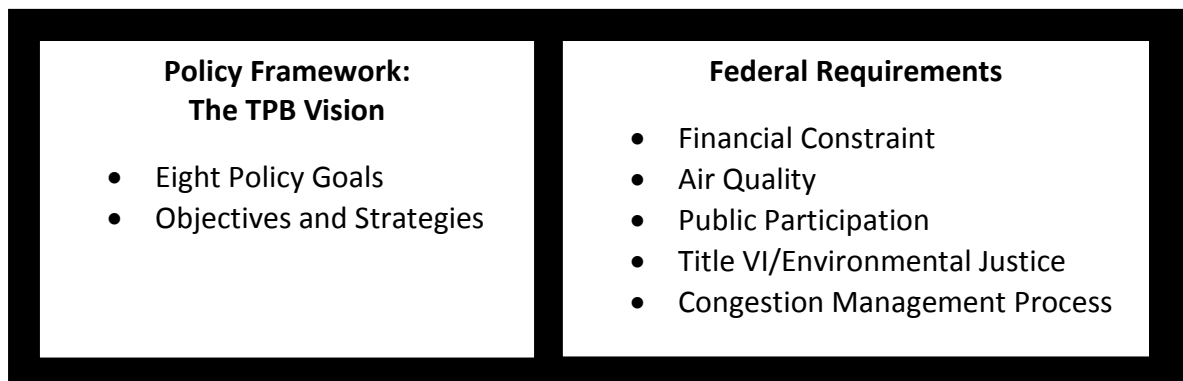 Policy Framework:
The TPB Vision
• Eight Policy Goals
• Objectives and Strategies
Federal Requirements
• Financial Constraint
• Air Quality
• Public Participation
• Title VI/Environmental Justice
• Congestion Management Process